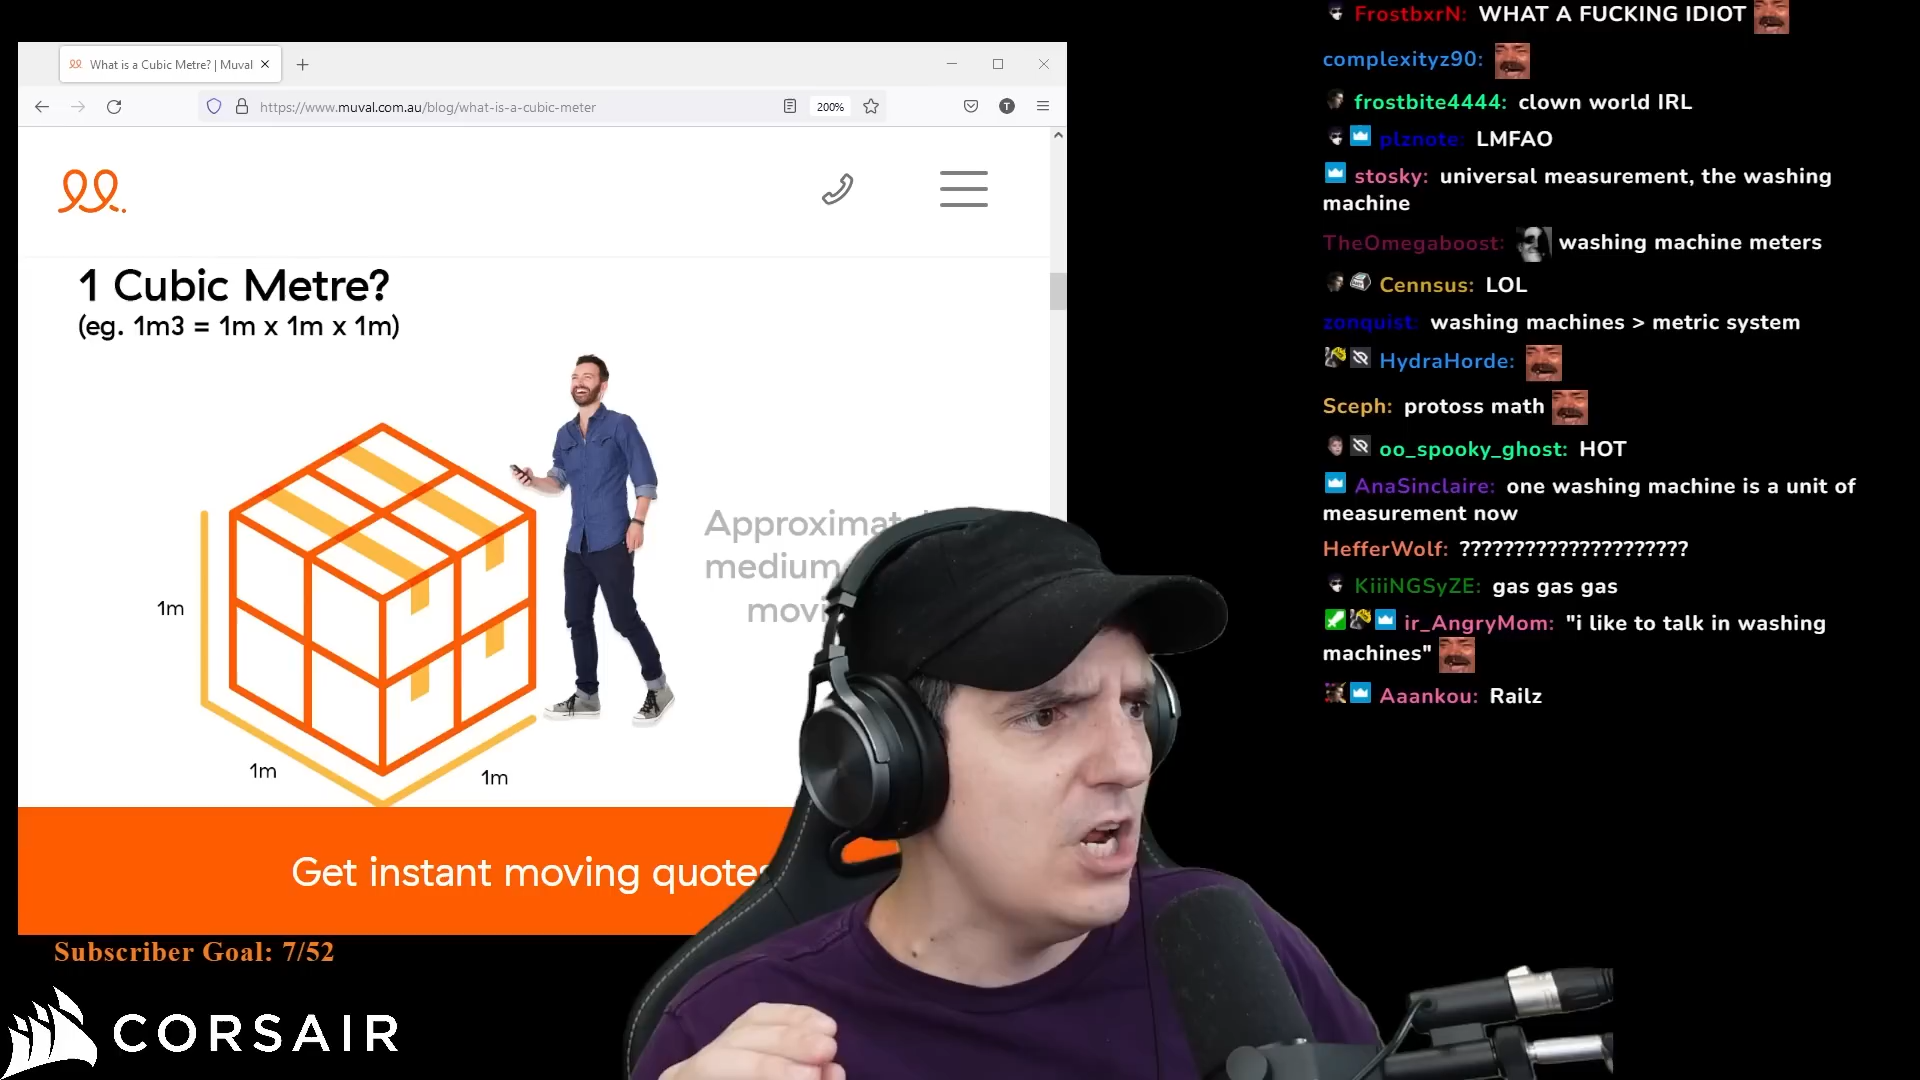 What is a Cubic Metre? | Muval
https://www.muval.com.au/blog/what-is-a-cubic-meter
200%
T
1 Cubic Metre?
(eg. 1m3 = 1m x 1m x 1m)
medium
1m
1m
1m
Get instant moving quotes
Subscriber Goal: 7/52
CORSAIR
FrostbxrN: WHAT A FUCKING IDIOT
complexityz90:
frostbite4444: clown world IRL
plznote: LMFAO
stosky: universal measurement, the washing
machine
TheOmegaboost: washing machine meters
Cennsus: LOL
zonquist: washing machines > metric system
HydraHorde:
Sceph: protoss math
oo_spooky_ghost: HOT
AnaSinclaire: one washing machine is a unit of
measurement now
HefferWolf: ?????????????????????
KiiiNGSyZE: gas gas gas
ir_AngryMom: "i like to talk in washing
machines"
Aaankou: Railz